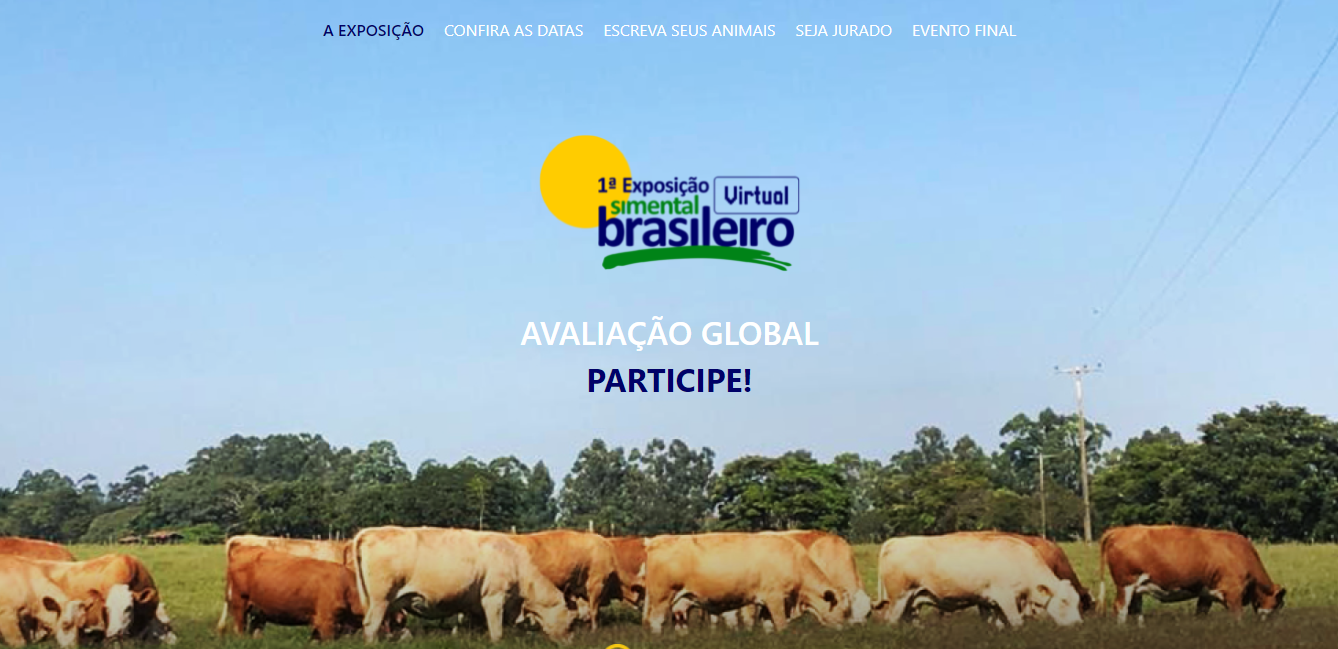 A EXPOSIÇÃO CONFIRA AS DATAS ESCREVA SEUS ANIMAIS SEJA JURADO EVENTO FINAL
1ª Exposição Virtual
simental
brasileiro
AVALIAÇÃO GLOBAL
PARTICIPE!